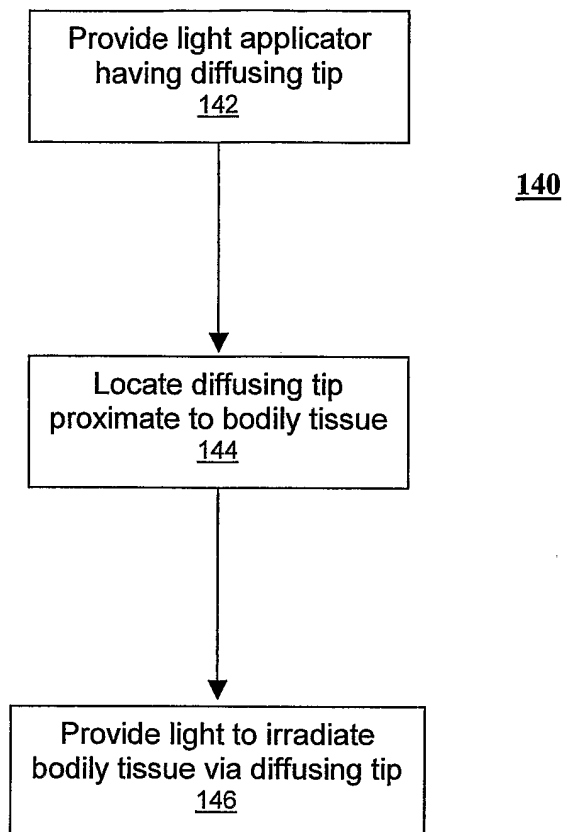 Provide light applicator
having diffusing tip
142
140
Locate diffusing tip
proximate to bodily tissue
144
Provide light to irradiate
bodily tissue via diffusing tip
146